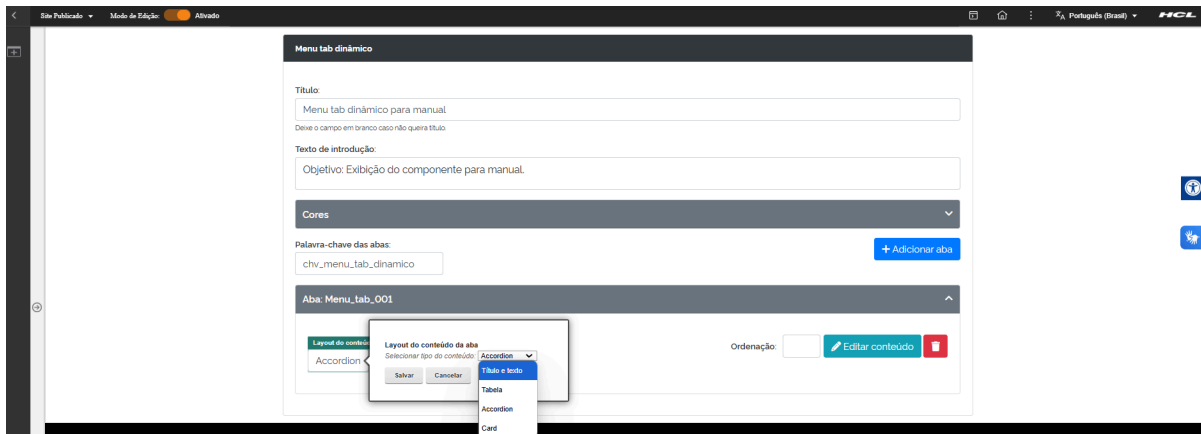 Site Publicado
Modo de Edição:
Ativado
Português (Brasil)
HCL
Menu tab dinâmico
Título:
Menu tab dinâmico para manual
Deixe o campo em branco caso não queira título.
Texto de introdução:
Objetivo: Exibição do componente para manual.
Cores
Palavra-chave das abas:
+ Adicionar aba
chv_menu_tab_dinamico
Aba: Menu_tab_001
Layout do conteú
Accordion
Layout do conteúdo da aba
Selecionar tipo do conteúdo: Accordion
Salvar
Cancelar
Título e texto
Tabela
Accordion
Card
Ordenação:
Editar conteúdo